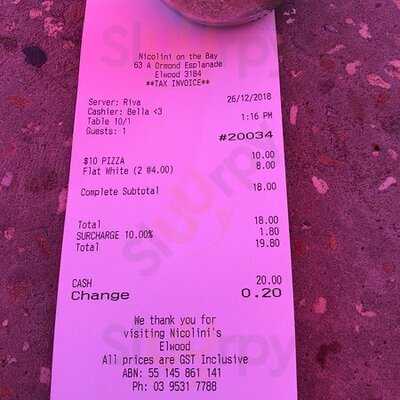 Nicolini on the Bay
63 A Ormond Esplanade
Elwood 3184
**TAX INVOICE**
Server: Riva 26/12/2018
Cashier: Bella <3
Table 10/1 1:16 PM
Guests: 1
#20034
$10 PIZZA 10.00
Flat White (2 @4.00) 8.00
Complete Subtotal 18.00
Total 18.00
SURCHARGE 10.00% 1.80
Total 19.80
CASH 20.00
Change 0.20
We thank you for
visiting Nicolini's
Elwood
All prices are GST Inclusive
ABN: 55 145 861 141
Ph: 03 9531 7788
Sluurpy